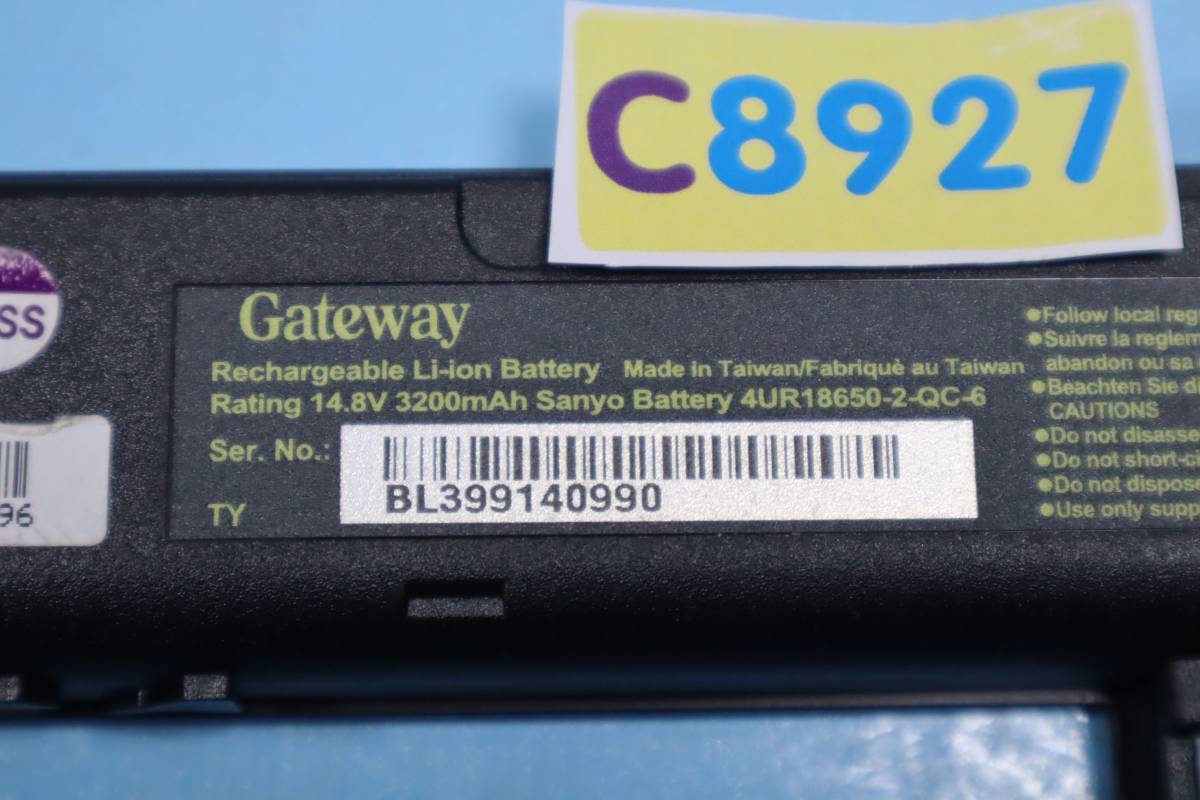 C8927
SS
96
Gateway
Rechargeable Li-ion Battery Made in Taiwan/Fabriquè au Taiwan
Rating 14.8V 3200mAh Sanyo Battery 4UR18650-2-QC-6
Ser. No.:
BL399140990
TY
●Follow local reg
●Suivre la reglem
abandon ou sa
●Beachten Sie di
CAUTIONS
●Do not disasse
●Do not short-ci
●Do not dispose
●Use only supp